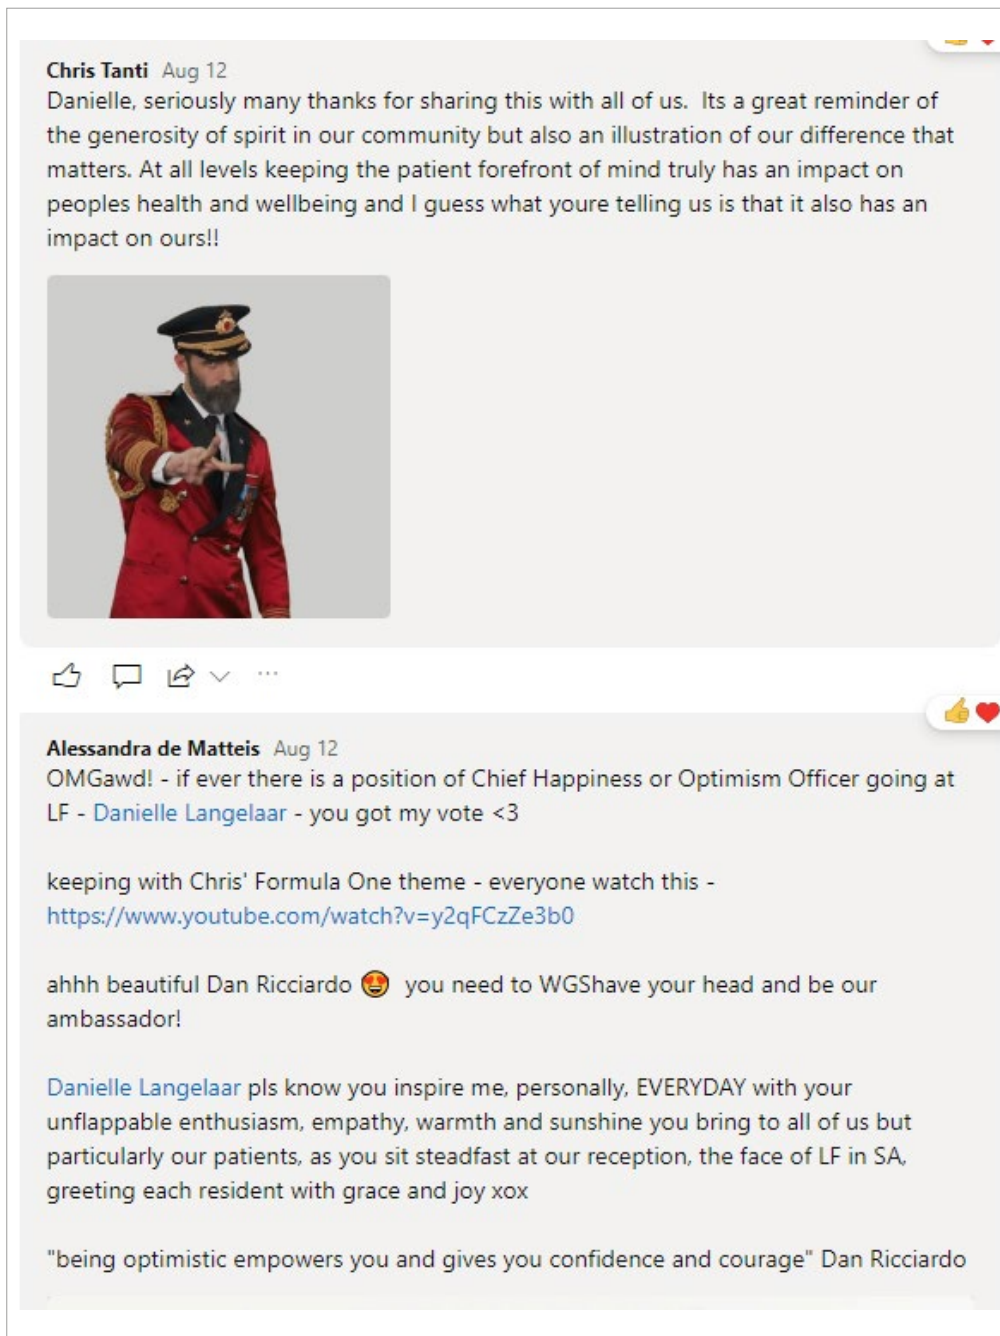 Chris Tanti Aug 12
Danielle, seriously many thanks for sharing this with all of us.  Its a great reminder of
the generosity of spirit in our community but also an illustration of our difference that
matters. At all levels keeping the patient forefront of mind truly has an impact on
peoples health and wellbeing and I guess what youre telling us is that it also has an
impact on ours!!
Alessandra de Matteis Aug 12
OMGawd! - if ever there is a position of Chief Happiness or Optimism Officer going at
LF - Danielle Langelaar - you got my vote <3
keeping with Chris' Formula One theme - everyone watch this -
https://www.youtube.com/watch?v=y2qFCzZe3b0
ahhh beautiful Dan Ricciardo 😍 you need to WGShave your head and be our
ambassador!
Danielle Langelaar pls know you inspire me, personally, EVERYDAY with your
unflappable enthusiasm, empathy, warmth and sunshine you bring to all of us but
particularly our patients, as you sit steadfast at our reception, the face of LF in SA,
greeting each resident with grace and joy xox
"being optimistic empowers you and gives you confidence and courage" Dan Ricciardo